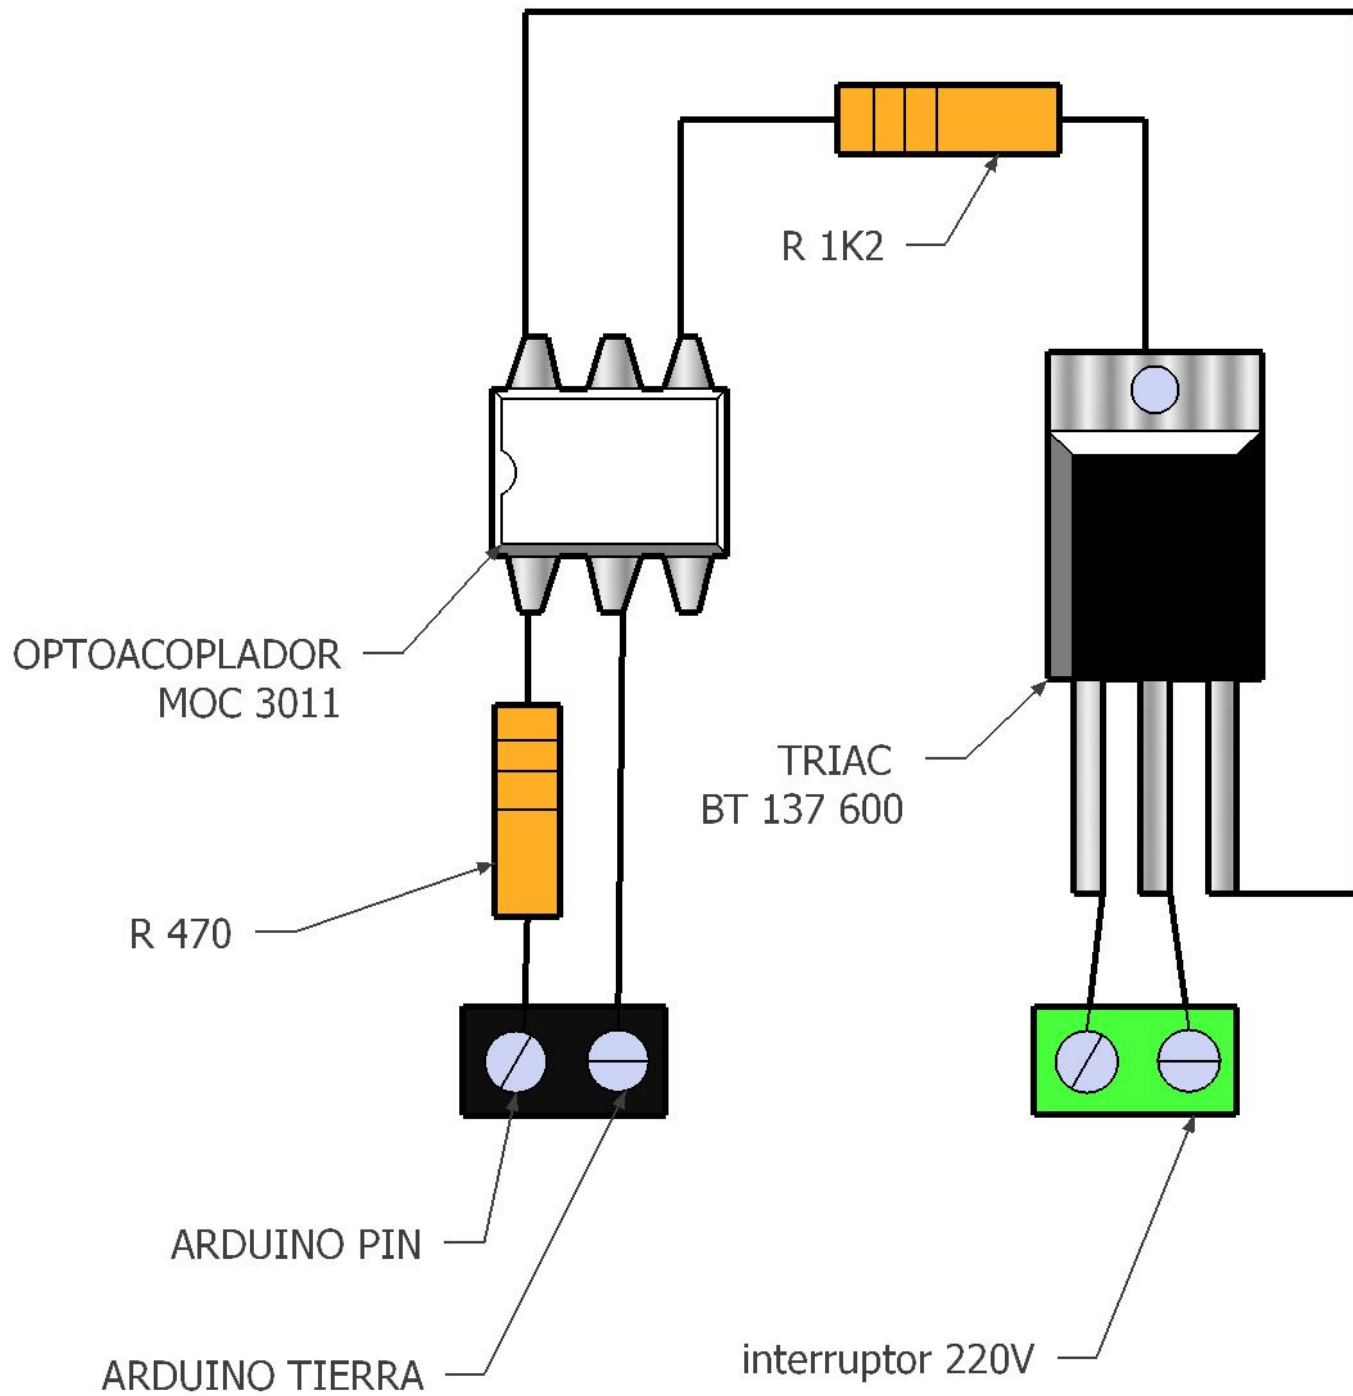 R 1K2
OPTOACOPLADOR
MOC 3011
TRIAC
BT 137 600
R 470
ARDUINO PIN
ARDUINO TIERRA
interruptor 220V